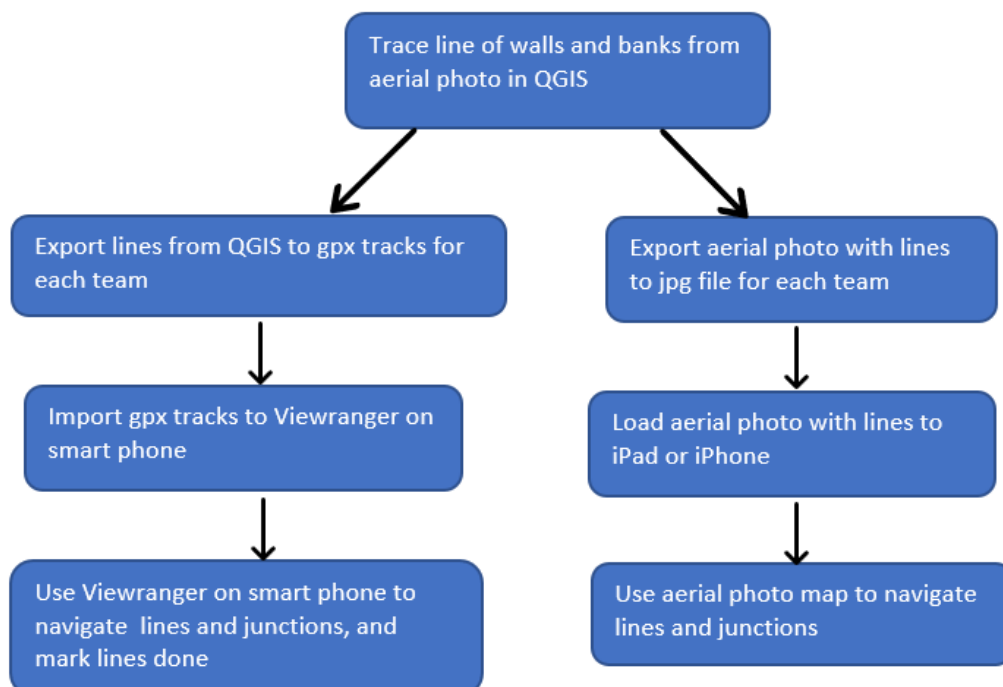 Trace line of walls and banks from
aerial photo in QGIS
Export lines from QGIS to gpx tracks for
each team
Export aerial photo with lines
to jpg file for each team
Import gpx tracks to Viewranger on
smart phone
Load aerial photo with lines to
iPad or iPhone
Use Viewranger on smart phone to
navigate lines and junctions, and
mark lines done
Use aerial photo map to navigate
lines and junctions